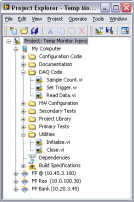 Project Explorer - Temp Mo...
File Edit View Project Operate Tools Window
Project: Temp Monitor.lvproj
My Computer
Configuration Code
Documentation
DAQ Code
Sample Count.vi
Set Trigger.vi
Read Data.vi
HW Configuration
Secondary Tests
Project Library
Primary Tests
Utilities
Initialize.vi
Close.vi
Dependencies
Build Specifications
FP @ (10.45.3.100)
FP Res (10.0.100.30)
FP Bank (10.20.3.45)